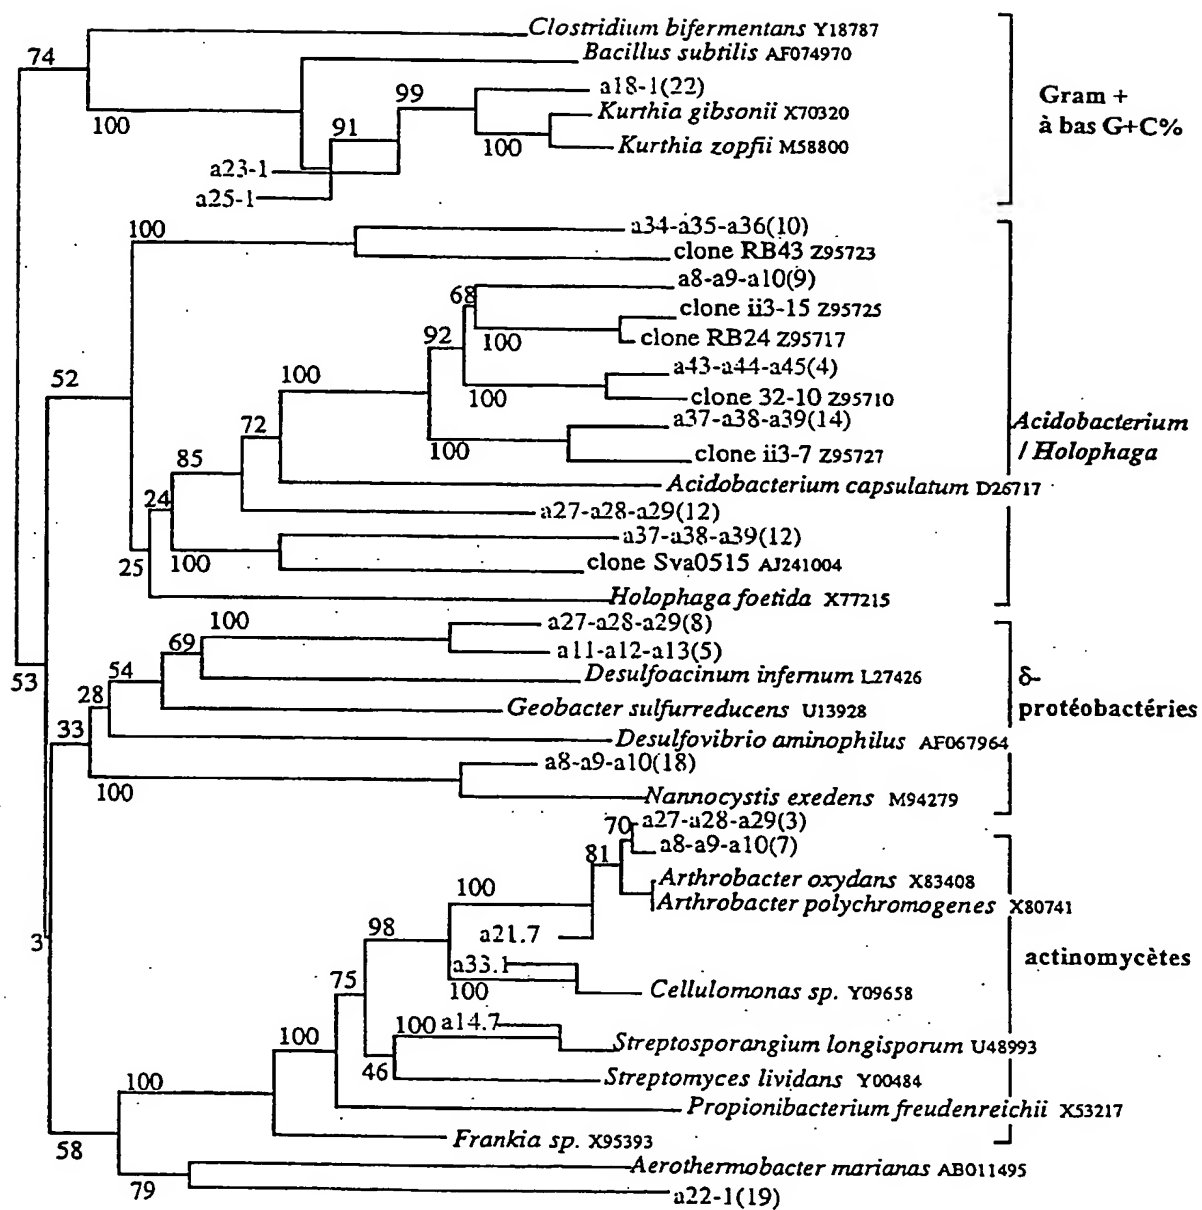 Clostridium bifermentans Y18787
74
Bacillus subtilis AF074970
a18-1(22)
99
Kurthia gibsonii X70320
Gram +
à bas G+C%
100
91
100
Kurthia zopfii M58800
a23-1
a25-1
100
a34-a35-a36(10)
clone RB43 Z95723
a8-a9-a10(9)
68
clone ii3-15 Z95725
92
100
clone RB24 Z95717
a43-a44-a45(4)
52
100
100
clone 32-10 Z95710
a37-a38-a39(14)
Acidobacterium
/ Holophaga
72
100
clone ii3-7 Z95727
85
Acidobacterium capsulatum D26717
24
a27-a28-a29(12)
a37-a38-a39(12)
25
100
clone Sva0515 AJ241004
Holophaga foetida X77215
100
a27-a28-a29(8)
69
a11-a12-a13(5)
54
Desulfoacinum infernum L27426
δ-
protéobactéries
53
28
Geobacter sulfurreducens U13928
33
Desulfovibrio aminophilus AF067964
a8-a9-a10(18)
100
Nannocystis exedens M94279
70
a27-a28-a29(3)
81
a8-a9-a10(7)
100
Arthrobacter oxydans X83408
Arthrobacter polychromogenes X80741
3
98
a21.7
actinomycètes
a33.1
75
100
Cellulomonas sp. Y09658
100
100
a14.7
Streptosporangium longisporum U48993
46
Streptomyces lividans Y00484
100
Propionibacterium freudenreichii X53217
58
Frankia sp. X95393
Aerothermobacter marianas AB011495
79
a22-1(19)